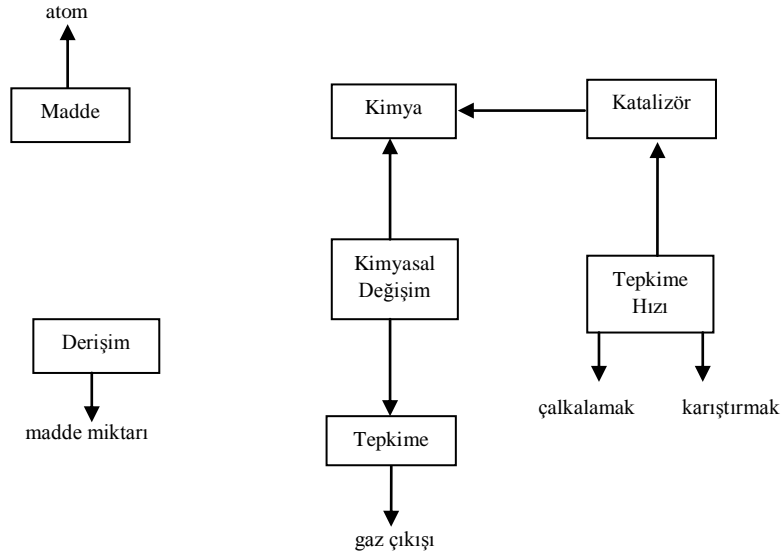 atom
Madde
Kimya
Katalizör
Kimyasal
Değişim
Tepkime
Hızı
Derişim
çalkalamak
karıştırmak
madde miktarı
Tepkime
gaz çıkışı